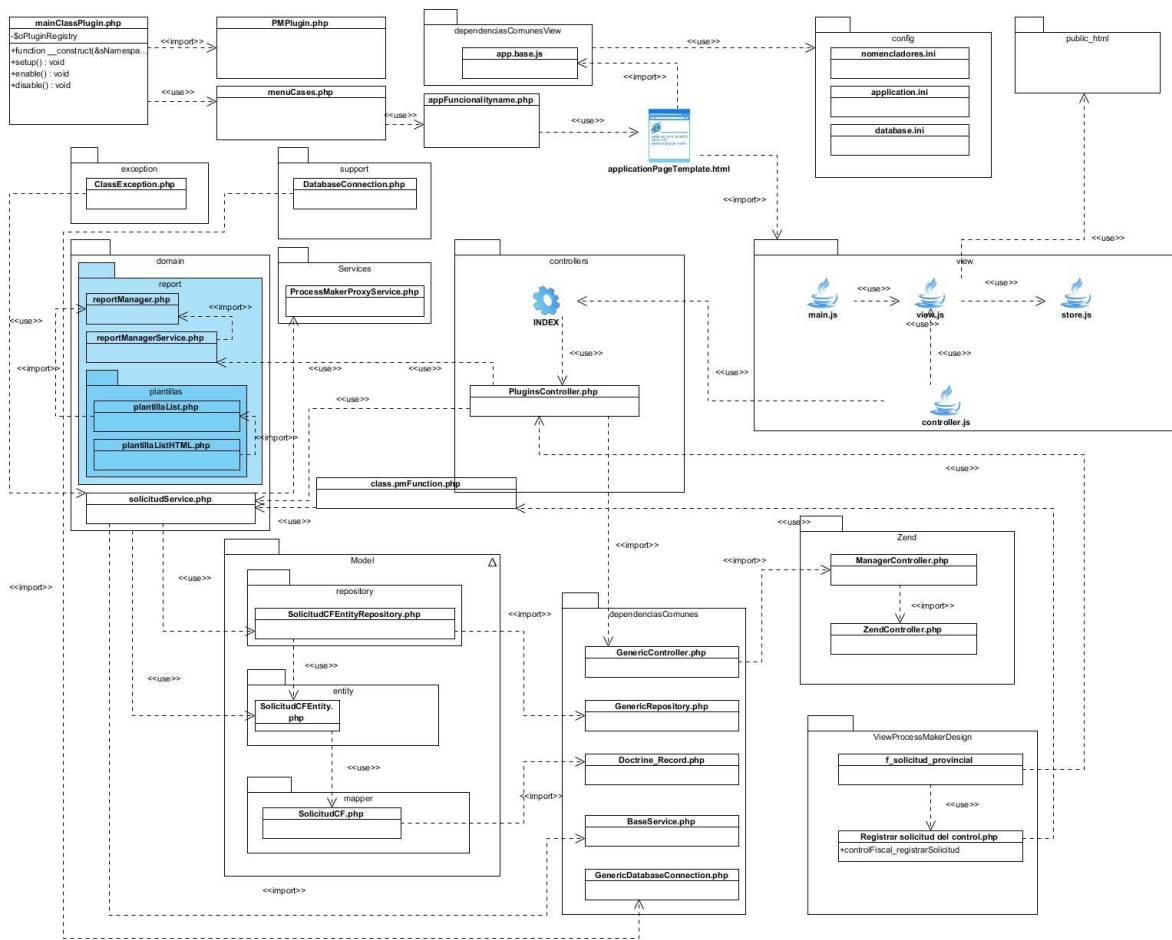 mainClassPlugin.php
-$oPluginRegistry
+function __construct(&sNamespa...
+setup() : void
+enable() : void
+disable() : void
<<import>>
PMPlugin.php
<<use>>
menuCases.php
<<use>>
dependenciasComunesView
app.base.js
appFuncionalityname.php
<<use>>
<<import>>
applicationPageTemplate.html
<<use>>
config
nomencladores.ini
application.ini
database.ini
public_html
<<import>>
<<use>>
exception
ClassException.php
support
DatabaseConnection.php
domain
report
reportManager.php
<<import>>
reportManagerService.php
<<use>>
<<import>>
plantillas
plantillaList.php
<<import>>
plantillaListHTML.php
solicitudService.php
Services
ProcessMakerProxyService.php
<<use>>
<<use>>
<<use>>
controllers
INDEX
<<use>>
PluginsController.php
class.pmFunction.php
<<use>>
view
main.js
<<use>>
view.js
<<use>>
store.js
<<use>>
controller.js
<<use>>
<<use>>
<<use>>
<<import>>
<<use>>
<<use>>
Model
repository
SolicitudCFEntityRepository.php
<<import>>
<<use>>
entity
SolicitudCFEntity.
php
<<use>>
mapper
SolicitudCF.php
<<import>>
<<import>>
<<import>>
dependenciasComunes
GenericController.php
GenericRepository.php
Doctrine_Record.php
BaseService.php
GenericDatabaseConnection.php
<<import>>
Zend
ManagerController.php
<<import>>
ZendController.php
ViewProcessMakerDesign
f_solicitud_provincial
<<use>>
Registrar solicitud del control.php
+controlFiscal_registrarSolicitud